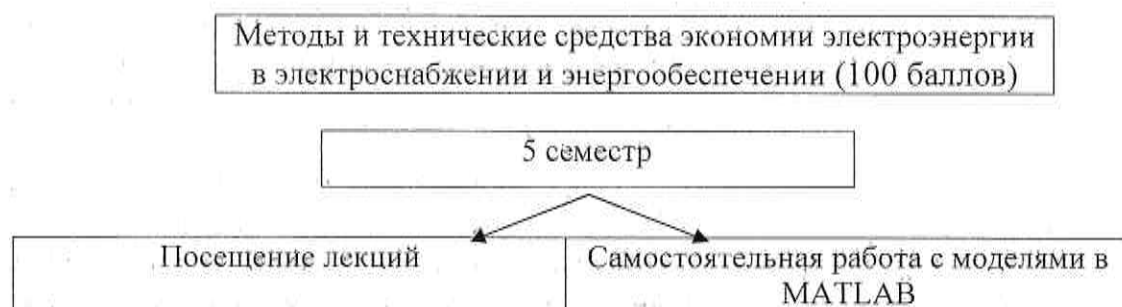 Методы и технические средства экономии электроэнергии
в электроснабжении и энергообеспечении (100 баллов)
5 семестр
Посещение лекций
Самостоятельная работа с моделями в
MATLAB